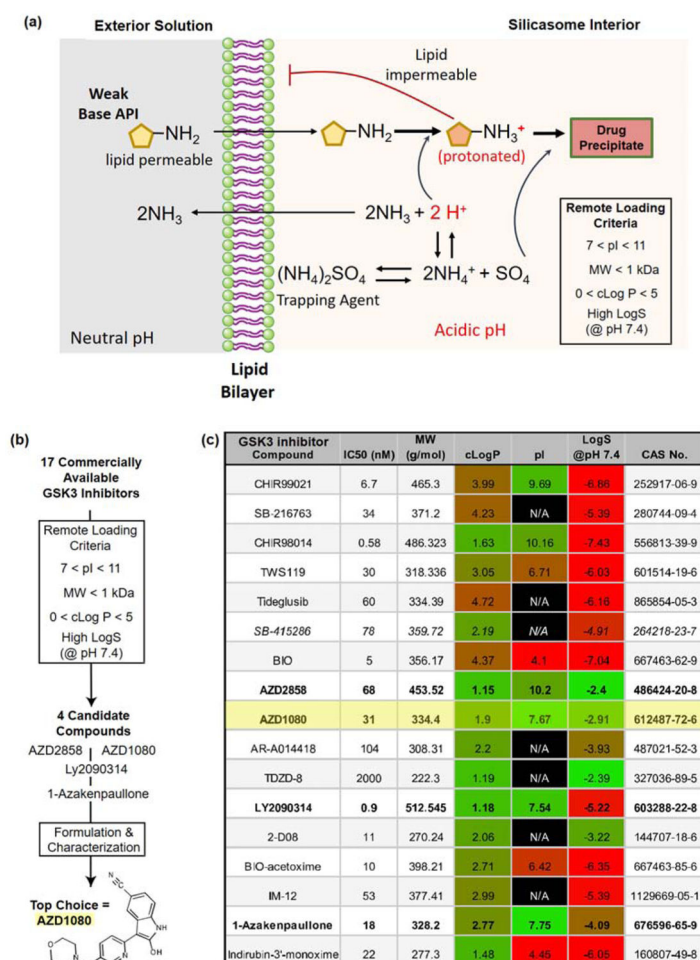 (a)
Exterior Solution
Silicasome Interior
Weak
Base API
NH2
lipid permeable
NH2
Lipid
impermeable
NH3+
(protonated)
Drug
Precipitate
2NH3
2NH3 + 2 H+
(NH4)2SO4
Trapping Agent
2NH4+ + SO4
Remote Loading
Criteria
7 < pI < 11
MW < 1 kDa
0 < cLog P < 5
High LogS
(@ pH 7.4)
Neutral pH
Acidic pH
Lipid
Bilayer
(b)
17 Commercially
Available
GSK3 Inhibitors
Remote Loading
Criteria
7 < pI < 11
MW < 1 kDa
0 < cLog P < 5
High LogS
(@ pH 7.4)
4 Candidate
Compounds
AZD2858 AZD1080
Ly2090314
1-Azakenpaullone
Formulation &
Characterization
Top Choice =
AZD1080
N
NH
OH
O
N
(c)
GSK3 inhibitor Compound IC50 (nM) MW (g/mol) cLogP pI LogS @pH 7.4 CAS No.
CHIR99021 6.7 465.3 3.99 9.69 -6.86 252917-06-9
SB-216763 34 371.2 4.23 N/A -5.39 280744-09-4
CHIR98014 0.58 486.323 1.63 10.16 -7.43 556813-39-9
TWS119 30 318.336 3.05 6.71 -6.03 601514-19-6
Tideglusib 60 334.39 4.72 N/A -6.16 865854-05-3
SB-415286 78 359.72 2.19 N/A -4.91 264218-23-7
BIO 5 356.17 4.37 4.1 -7.04 667463-62-9
AZD2858 68 453.52 1.15 10.2 -2.4 486424-20-8
AZD1080 31 334.4 1.9 7.67 -2.91 612487-72-6
AR-A014418 104 308.31 2.2 N/A -3.93 487021-52-3
TDZD-8 2000 222.3 1.19 N/A -2.39 327036-89-5
LY2090314 0.9 512.545 1.18 7.54 -5.22 603288-22-8
2-D08 11 270.24 2.06 N/A -3.22 144707-18-6
BIO-acetoxime 10 398.21 2.71 6.42 -6.35 667463-85-6
IM-12 53 377.41 2.99 N/A -5.39 1129669-05-1
1-Azakenpaullone 18 328.2 2.77 7.75 -4.09 676596-65-9
Indirubin-3'-monoxime 22 277.3 1.48 4.45 -6.05 160807-49-8